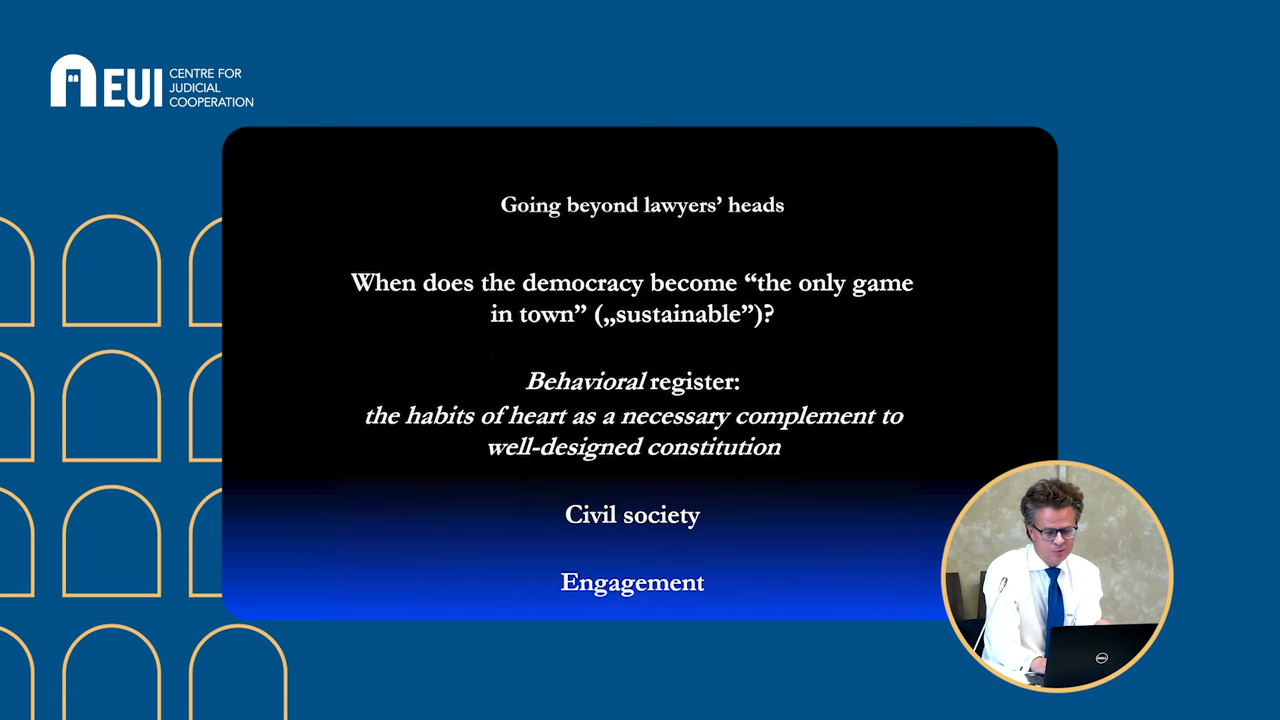 EUI
CENTRE FOR
JUDICIAL
COOPERATION
Going beyond lawyers’ heads
When does the democracy become “the only game
in town” („sustainable”)?
Behavioral register:
the habits of heart as a necessary complement to
well-designed constitution
Civil society
Engagement
DELL